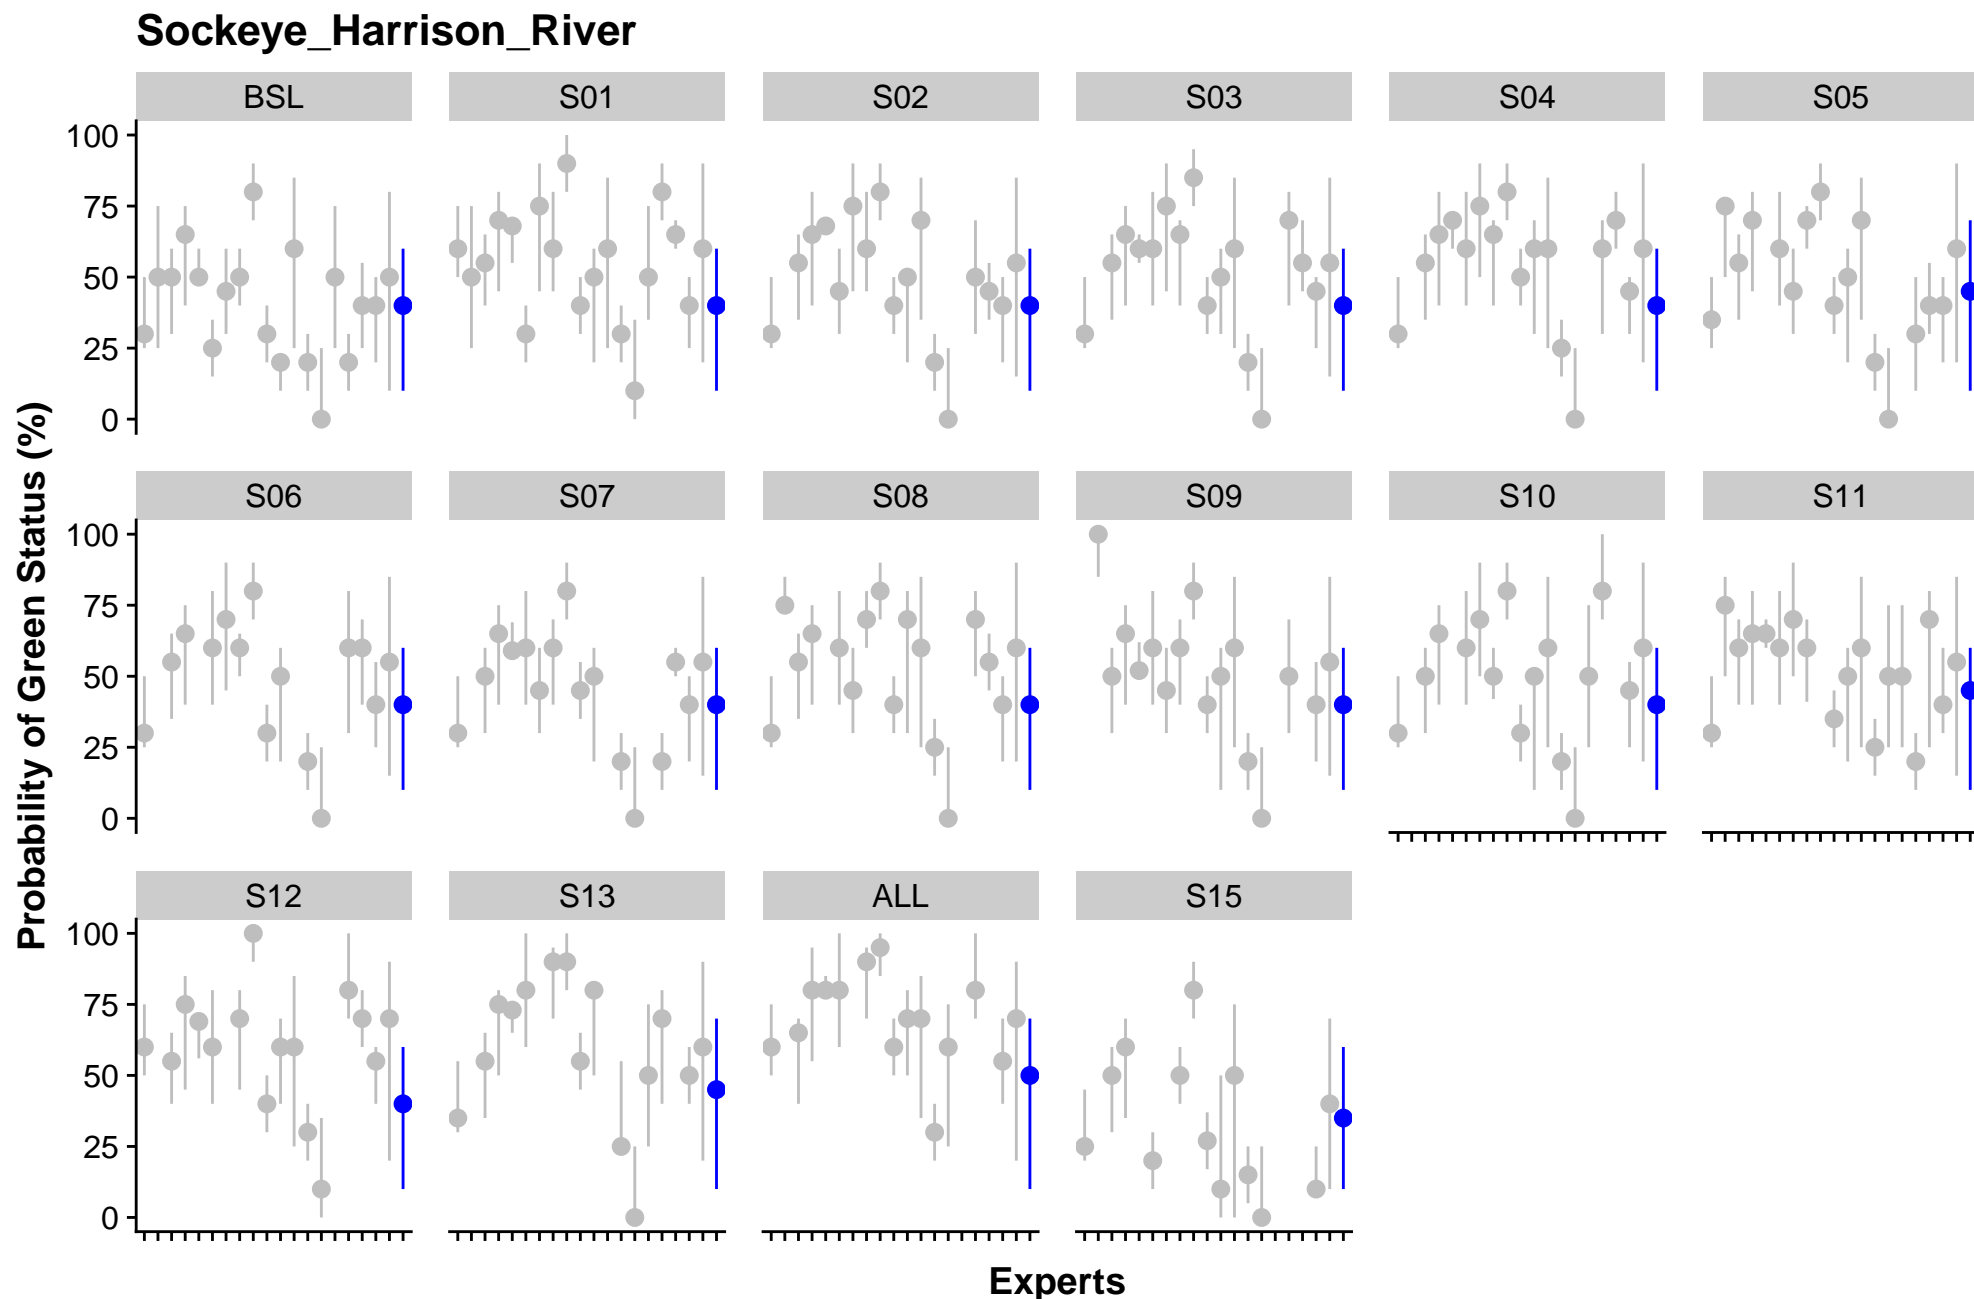 Sockeye_Harrison_River
BSL S01 S02 S03 S04 S05
100
75
50
25
0
S06 S07 S08 S09 S10 S11
100
75
50
25
0
S12 S13 ALL S15
100
75
50
25
0
Probability of Green Status (%)
Experts